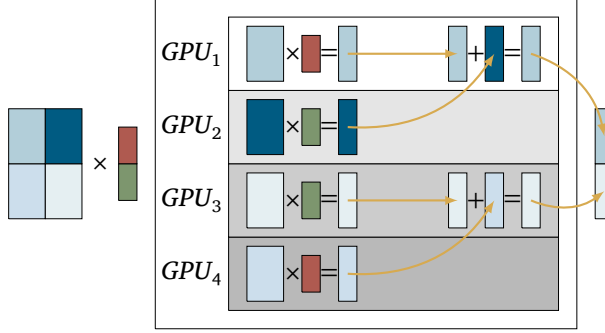 GPU₁ × = + =
GPU₂ × =
×
GPU₃ × = + =
GPU₄ × =